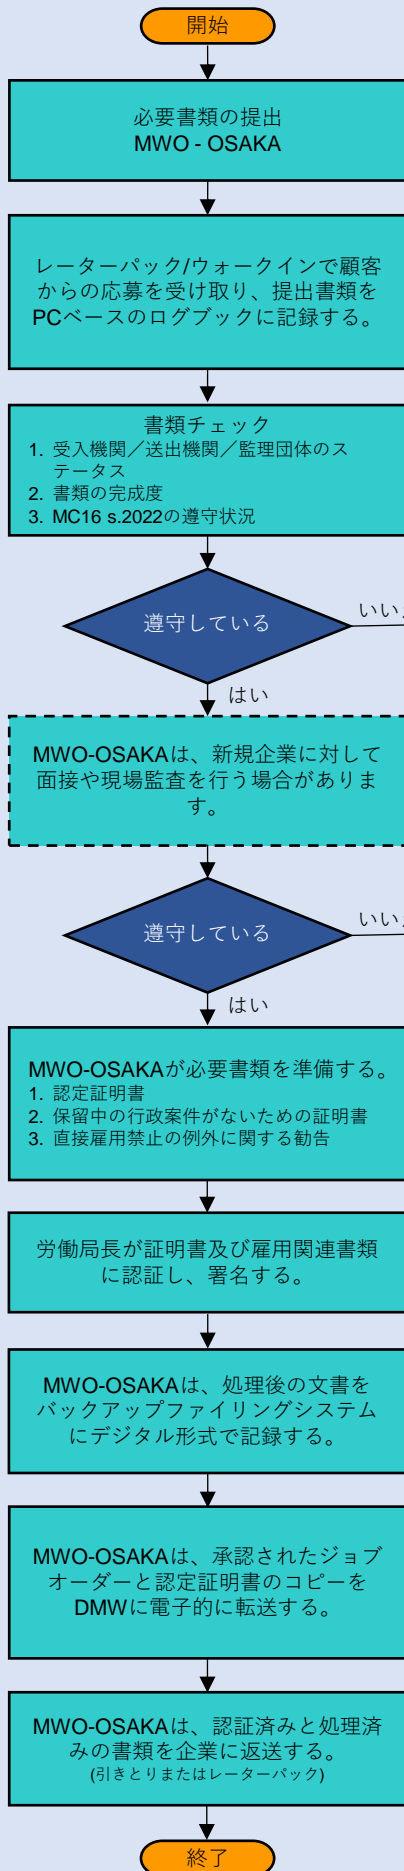 開始
必要書類の提出
MWO - OSAKA
レーターパック/ウォークインで顧客
からの応募を受け取り、提出書類を
PCベースのログブックに記録する。
書類チェック
1. 受入機関／送出機関／監理団体のス
テータス
2. 書類の完成度
3. MC16 s.2022の遵守状況
遵守している
いい
はい
MWO-OSAKAは、新規企業に対して
面接や現場監査を行う場合がありま
す。
遵守している
いい
はい
MWO-OSAKAが必要書類を準備する。
1. 認定証明書
2. 保留中の行政案件がないための証明書
3. 直接雇用禁止の例外に関する勧告
労働局長が証明書及び雇用関連書類
に認証し、署名する。
MWO-OSAKAは、処理後の文書を
バックアップファイリングシステム
にデジタル形式で記録する。
MWO-OSAKAは、承認されたジョブ
オーダーと認定証明書のコピーを
DMWに電子的に転送する。
MWO-OSAKAは、認証済みと処理済
みの書類を企業に返送する。
(引きとりまたはレーターパック)
終了